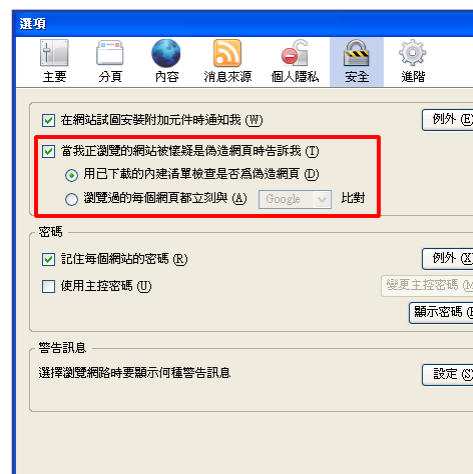 選項
主要 分頁 內容 消息來源 個人隱私 安全 進階
在網站試圖安裝附加元件時通知我 (W) 例外 (E)
當我正瀏覽的網站被懷疑是偽造網頁時告訴我 (I)
用已下載的內建清單檢查是否為偽造網頁 (D)
瀏覽過的每個網頁都立刻與 (A) Google 比對
密碼
記住每個網站的密碼 (R) 例外 (X)
使用主控密碼 (U) 變更主控密碼 (M
顯示密碼 (P
警告訊息
選擇瀏覽網路時要顯示何種警告訊息 設定 (S)